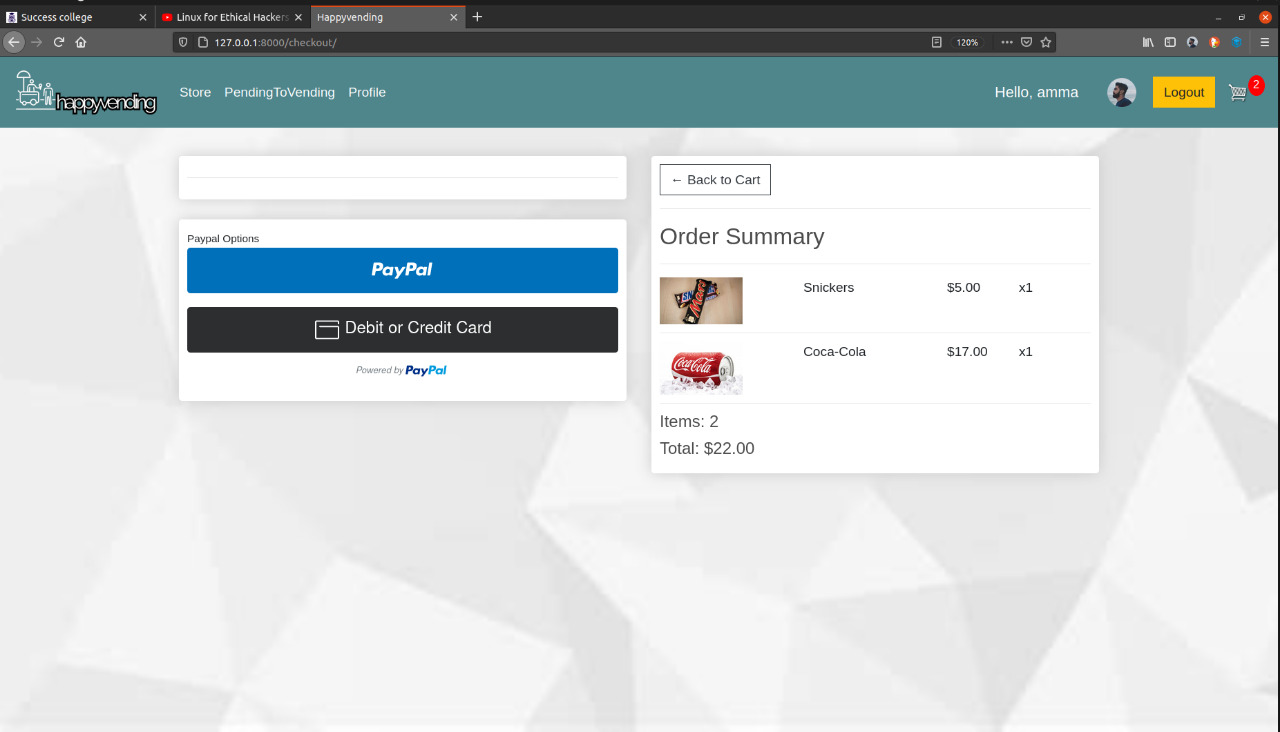 Success college
Linux for Ethical Hackers
Happyvending
127.0.0.1:8000/checkout/
120%
happyvending
Store
PendingToVending
Profile
Hello, amma
Logout
2
← Back to Cart
Order Summary
Paypal Options
PayPal
Debit or Credit Card
Powered by PayPal
Snickers $5.00 x1
Coca-Cola
Coca-Cola $17.00 x1
Items: 2
Total: $22.00